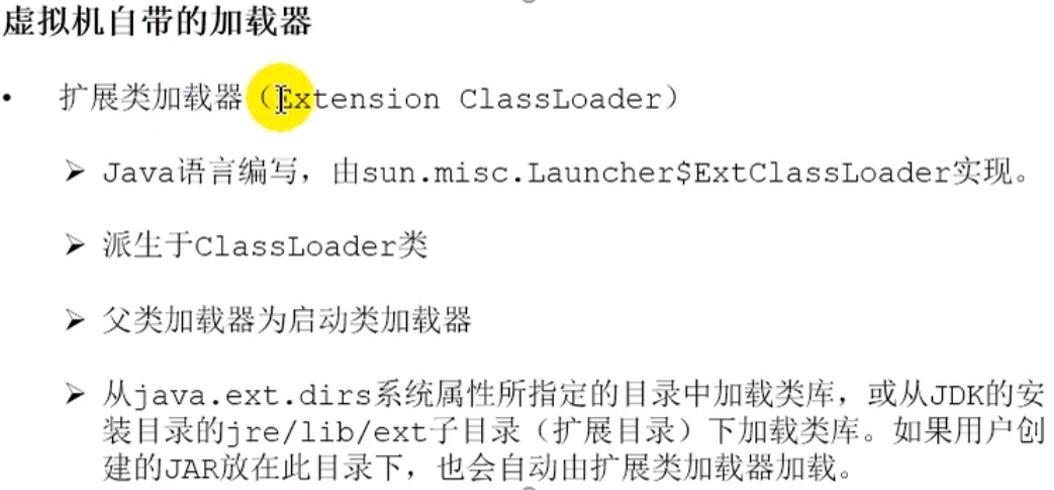 虚拟机自带的加载器
• 扩展类加载器（Extension ClassLoader）
➢ Java语言编写，由sun.misc.Launcher$ExtClassLoader实现。
➢ 派生于ClassLoader类
➢ 父类加载器为启动类加载器
➢ 从java.ext.dirs系统属性所指定的目录中加载类库，或从JDK的安
装目录的jre/lib/ext子目录（扩展目录）下加载类库。如果用户创
建的JAR放在此目录下，也会自动由扩展类加载器加载。